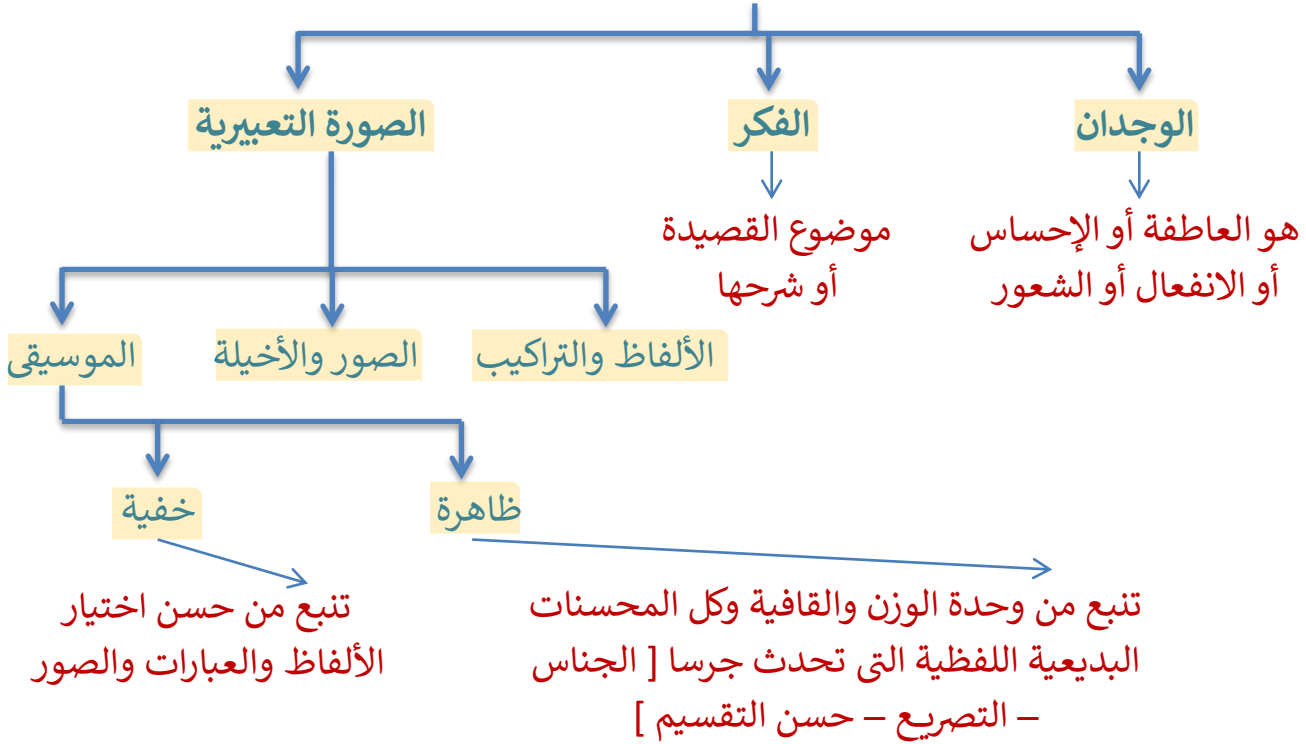 الوجدان
الفكر
الصورة التعبيرية
هو العاطفة أو الإحساس
أو الانفعال أو الشعور
موضوع القصيدة
أو شرحها
الألفاظ والتراكيب
الصور والأخيلة
الموسيقى
ظاهرة
خفية
تنبع من وحدة الوزن والقافية وكل المحسنات
البديعية اللفظية التى تحدث جرسا [ الجناس
– التصريع – حسن التقسيم ]
تنبع من حسن اختيار
الألفاظ والعبارات والصور